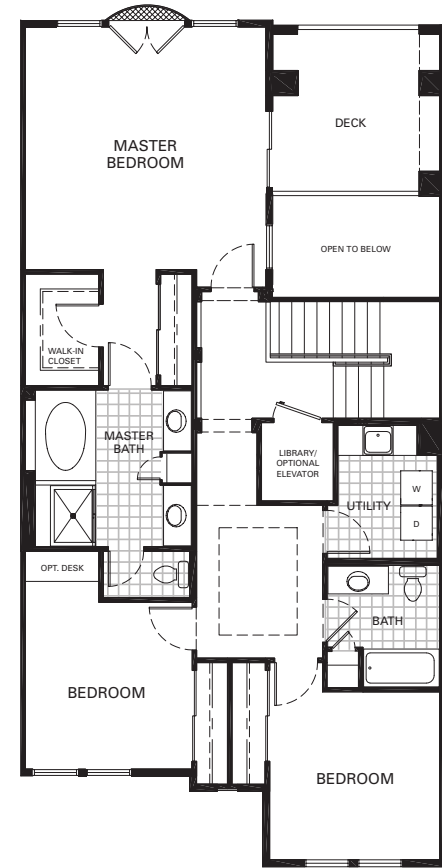 DECK
MASTER
BEDROOM
OPEN TO BELOW
WALK-IN
CLOSET
MASTER
BATH
LIBRARY/
OPTIONAL
ELEVATOR
W
UTILITY
D
OPT. DESK
BATH
BEDROOM
BEDROOM